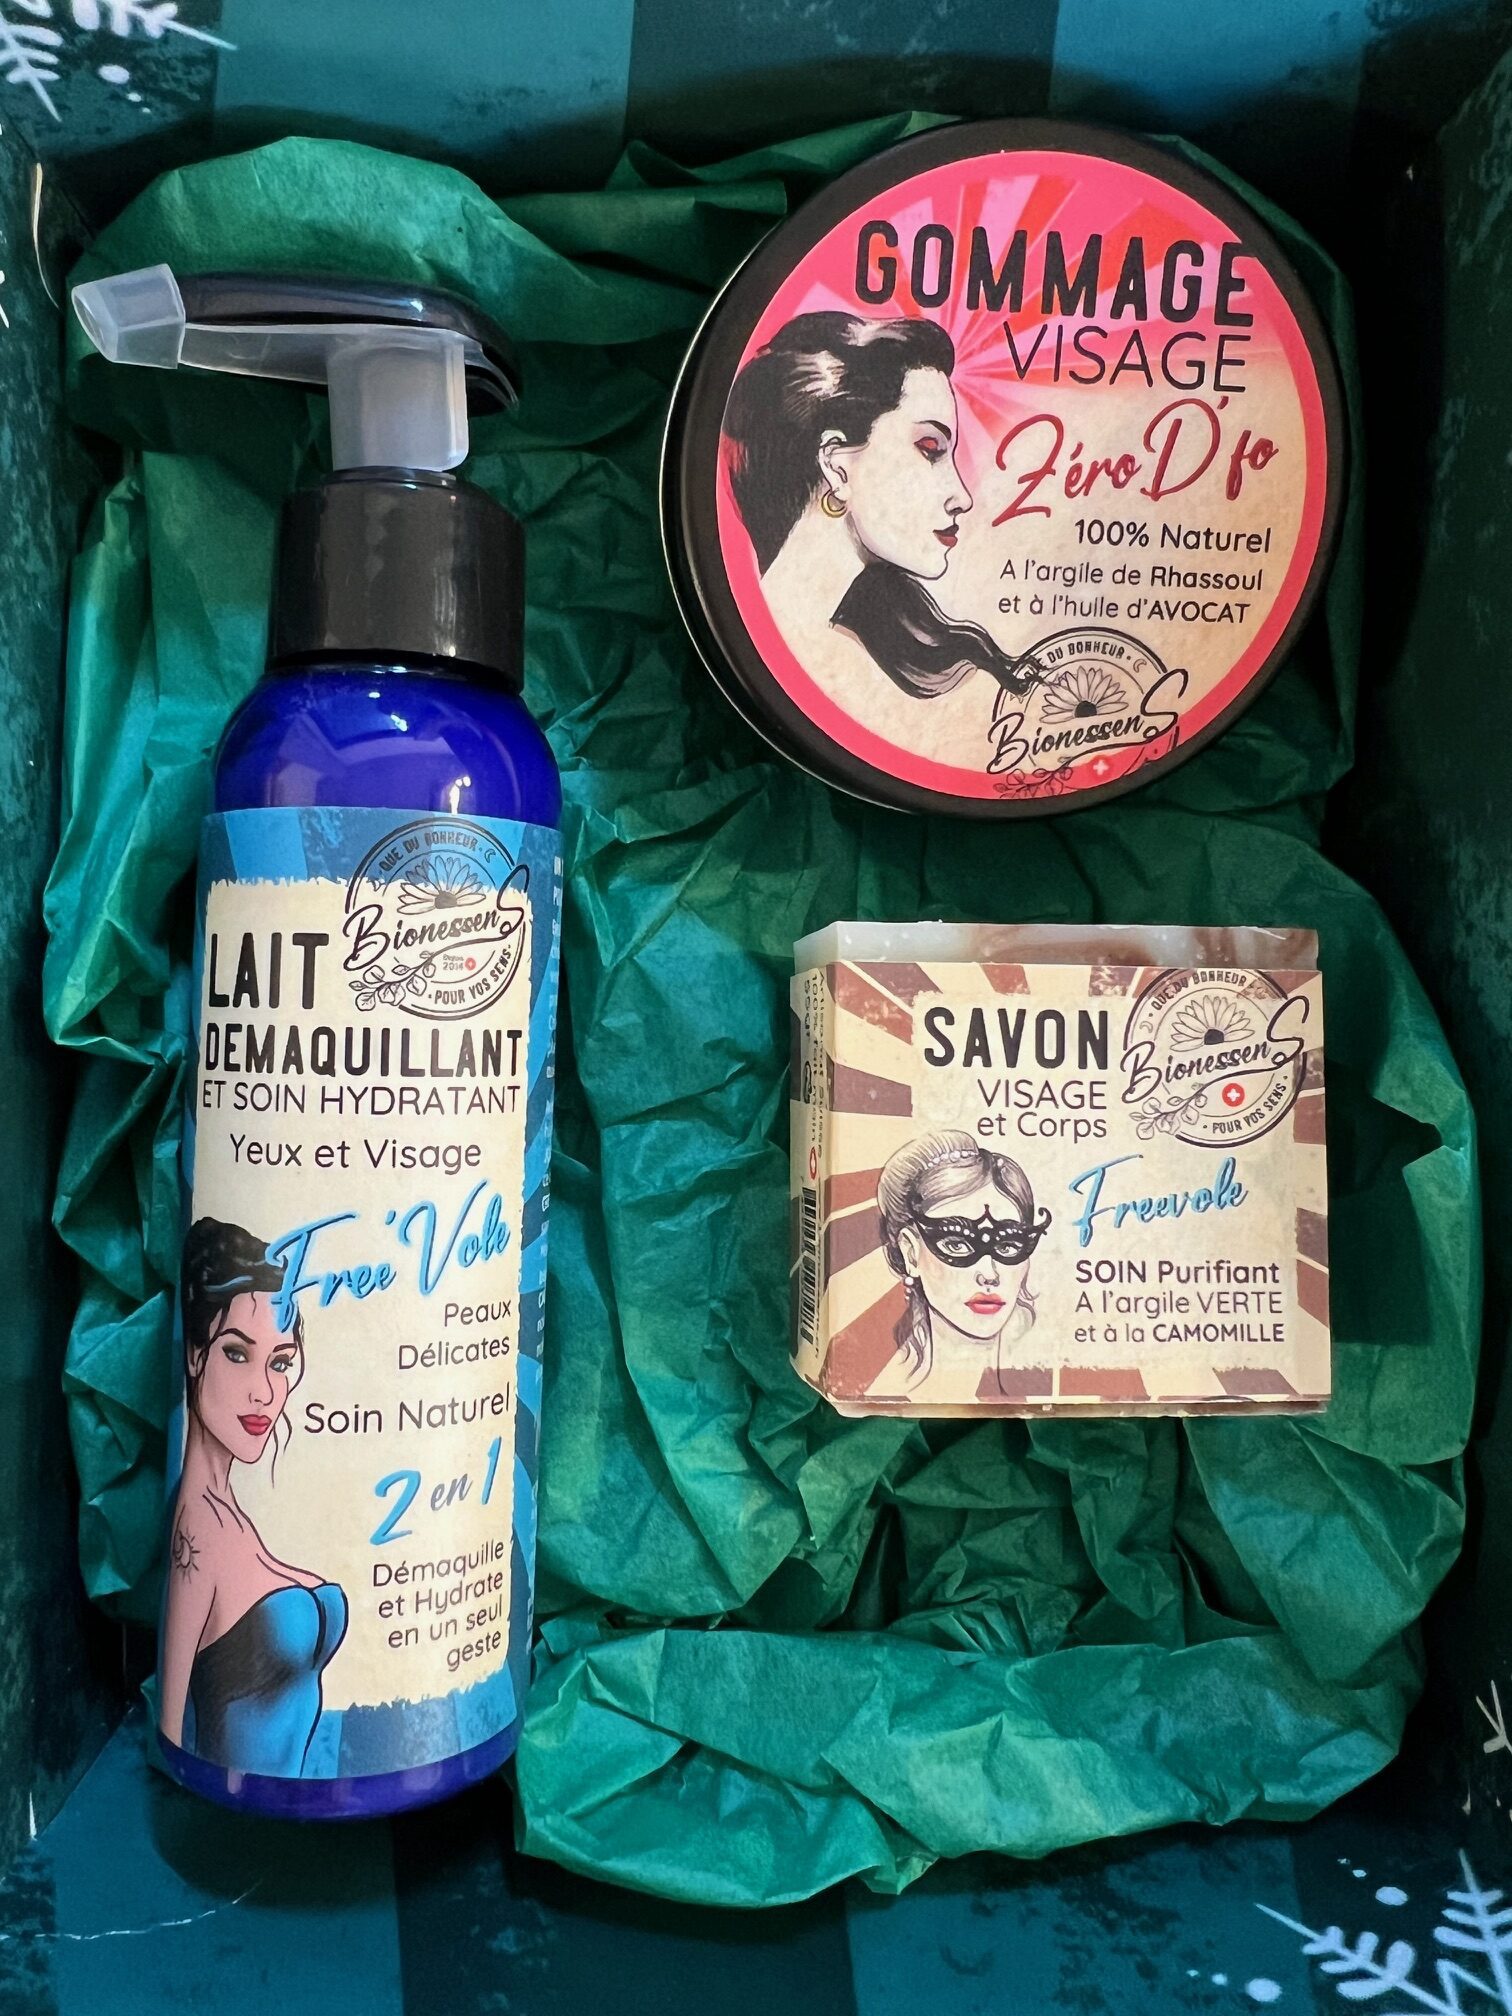 GOMMAGE
VISAGE
Zéro D'fo
100% Naturel
A l'argile de Rhassoul
et à l'huile d'AVOCAT
DU BONHEUR
BionessenS
QUE DU BONHEUR
BionessenS
2014
POUR VOS SENS
LAIT
DEMAQUILLANT
ET SOIN HYDRATANT
Yeux et Visage
Free'Vole
Peaux
Délicates
Soin Naturel
2 en 1
Démaquille
et Hydrate
en un seul
geste
QUE DU BONHEUR
BionessenS
POUR VOS SENS
SAVON
VISAGE
et Corps
Freevole
SOIN Purifiant
A l'argile VERTE
et à la CAMOMILLE